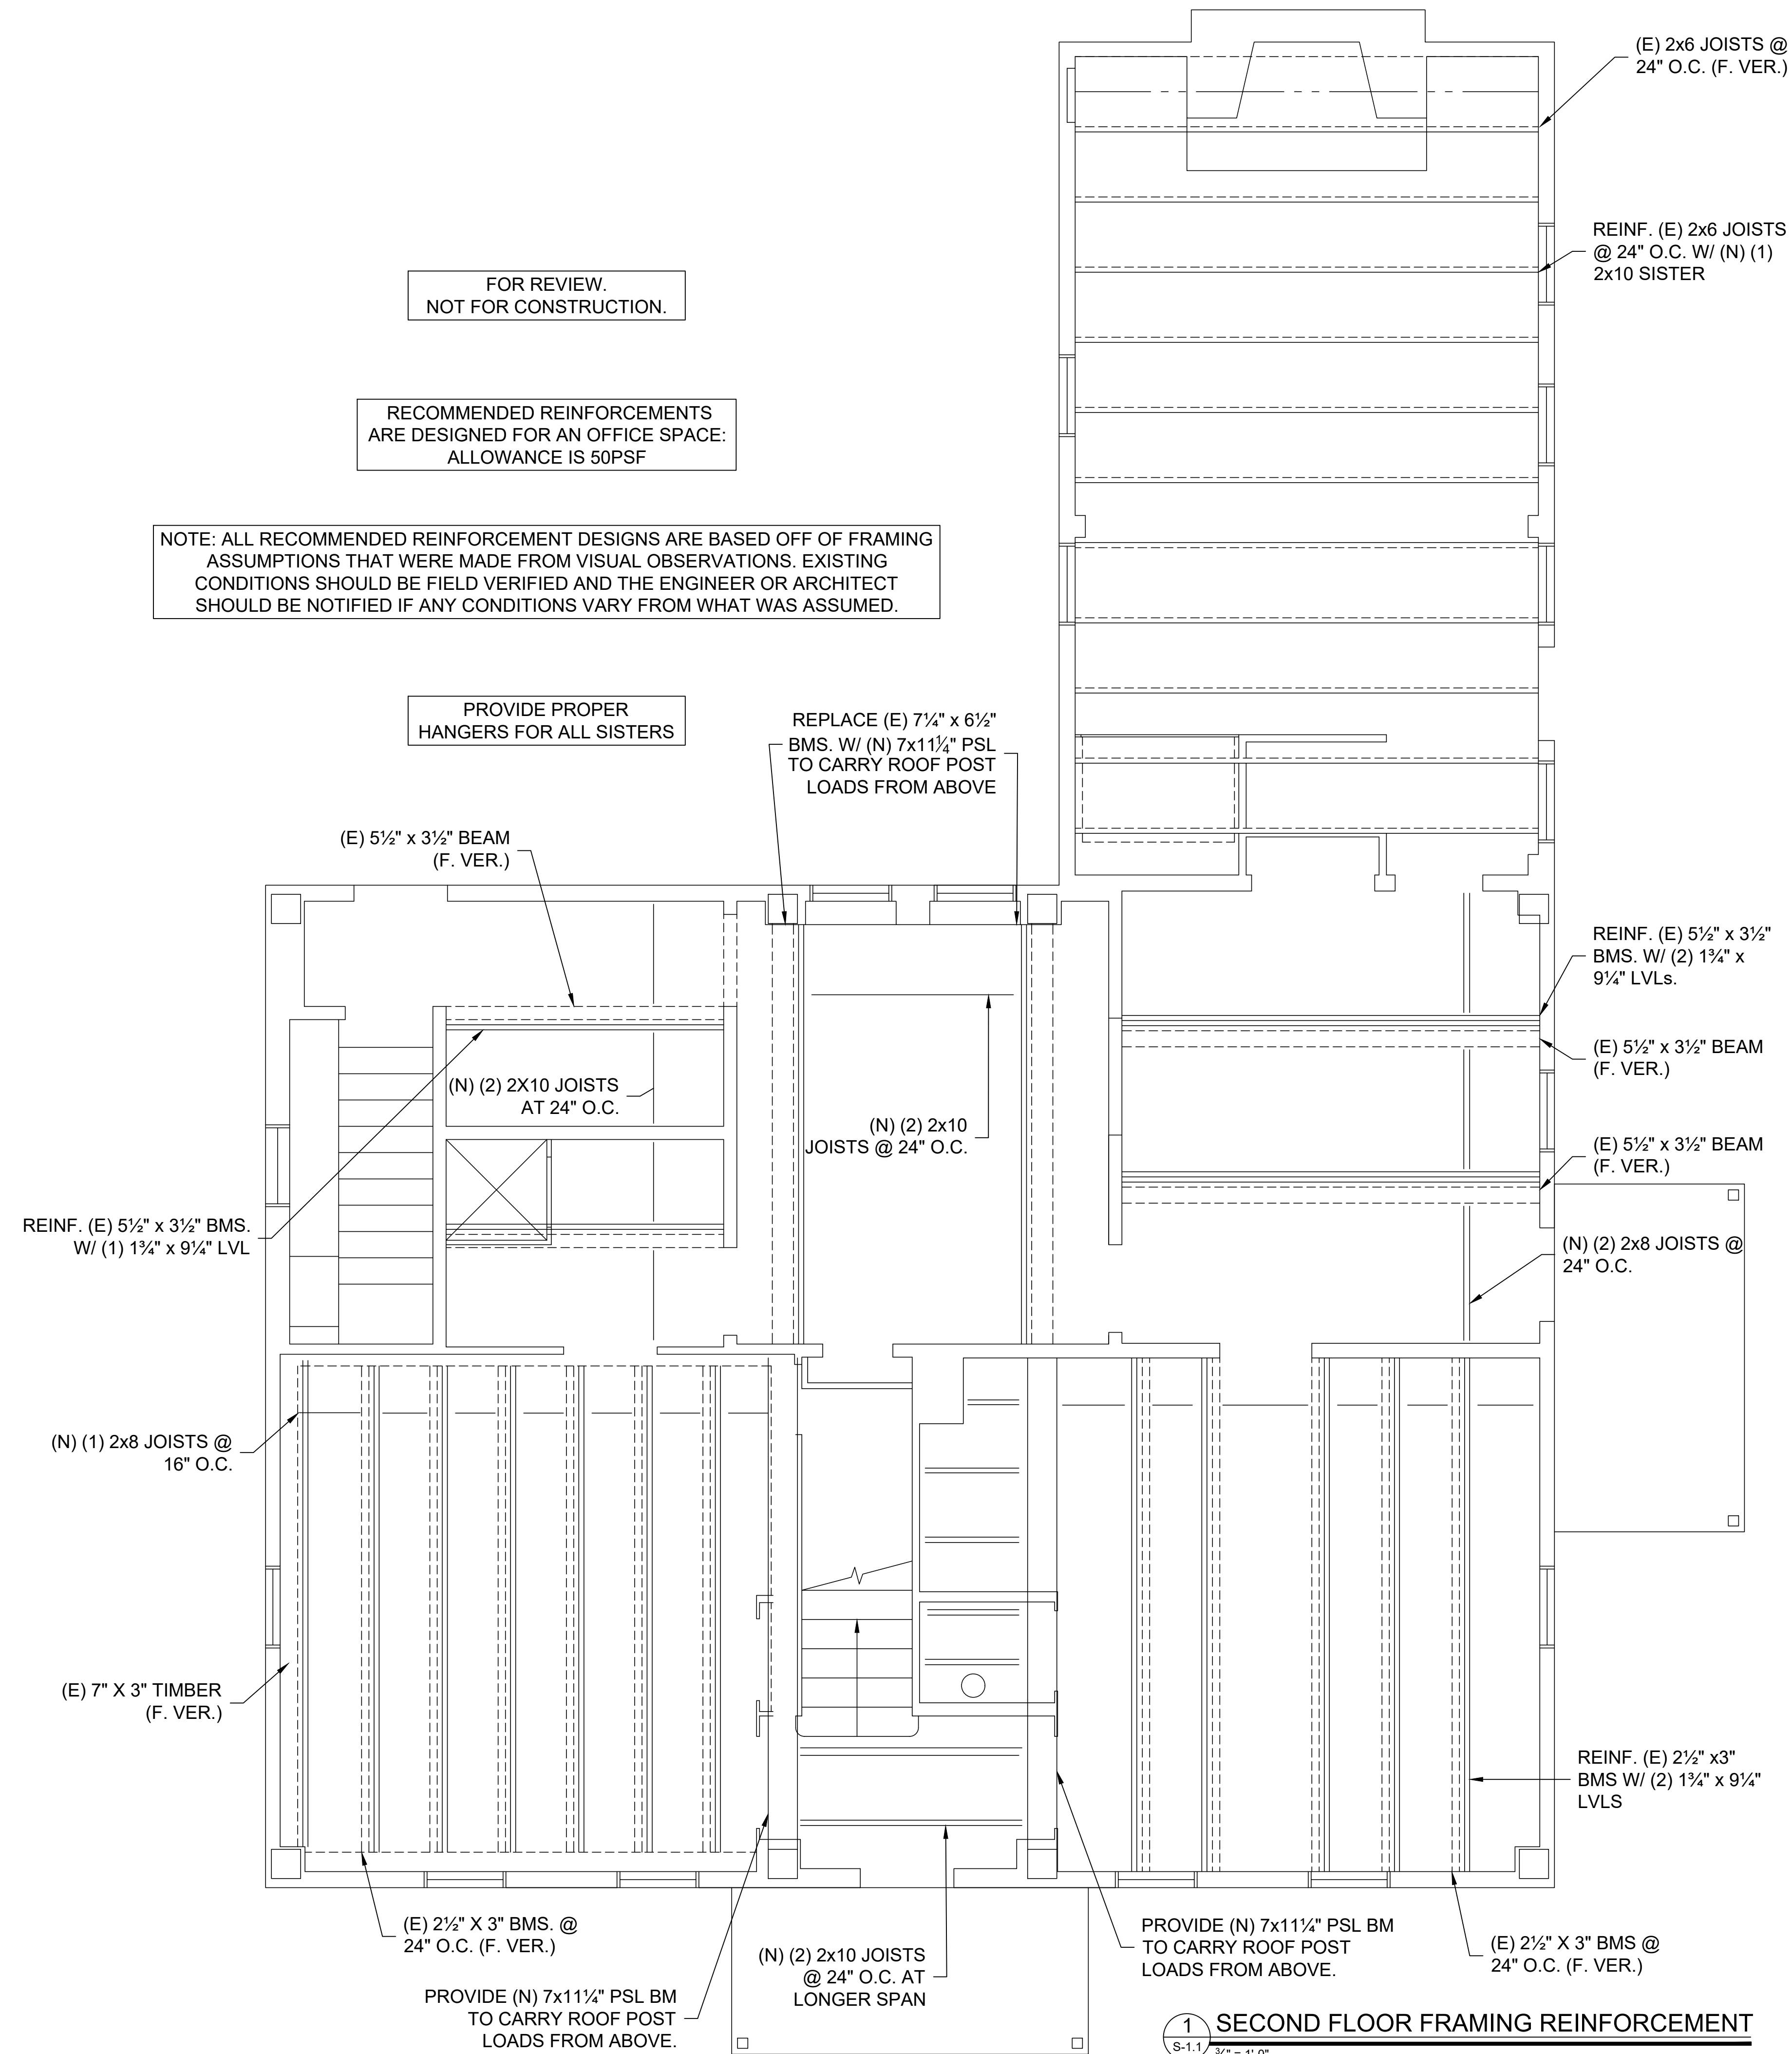 (E) 2x6 JOISTS @
24" O.C. (F. VER.)
REINF. (E) 2x6 JOISTS
@ 24" O.C. W/ (N) (1)
2x10 SISTER
FOR REVIEW.
NOT FOR CONSTRUCTION.
RECOMMENDED REINFORCEMENTS
ARE DESIGNED FOR AN OFFICE SPACE:
ALLOWANCE IS 50PSF
NOTE: ALL RECOMMENDED REINFORCEMENT DESIGNS ARE BASED OFF OF FRAMING
ASSUMPTIONS THAT WERE MADE FROM VISUAL OBSERVATIONS. EXISTING
CONDITIONS SHOULD BE FIELD VERIFIED AND THE ENGINEER OR ARCHITECT
SHOULD BE NOTIFIED IF ANY CONDITIONS VARY FROM WHAT WAS ASSUMED.
PROVIDE PROPER
HANGERS FOR ALL SISTERS
REPLACE (E) 7¼" x 6½"
BMS. W/ (N) 7x11¼" PSL
TO CARRY ROOF POST
LOADS FROM ABOVE
(E) 5½" x 3½" BEAM
(F. VER.)
REINF. (E) 5½" x 3½"
BMS. W/ (2) 1¾" x
9¼" LVLs.
(E) 5½" x 3½" BEAM
(F. VER.)
(N) (2) 2X10 JOISTS
AT 24" O.C.
(N) (2) 2x10
JOISTS @ 24" O.C.
(E) 5½" x 3½" BEAM
(F. VER.)
REINF. (E) 5½" x 3½" BMS.
W/ (1) 1¾" x 9¼" LVL
(N) (2) 2x8 JOISTS @
24" O.C.
(N) (1) 2x8 JOISTS @
16" O.C.
(E) 7" X 3" TIMBER
(F. VER.)
REINF. (E) 2½" x3"
BMS W/ (2) 1¾" x 9¼"
LVLS
(E) 2½" X 3" BMS. @
24" O.C. (F. VER.)
PROVIDE (N) 7x11¼" PSL BM
TO CARRY ROOF POST
LOADS FROM ABOVE.
(N) (2) 2x10 JOISTS
@ 24" O.C. AT
LONGER SPAN
PROVIDE (N) 7x11¼" PSL BM
TO CARRY ROOF POST
LOADS FROM ABOVE.
(E) 2½" X 3" BMS @
24" O.C. (F. VER.)
1
S-1.1
SECOND FLOOR FRAMING REINFORCEMENT